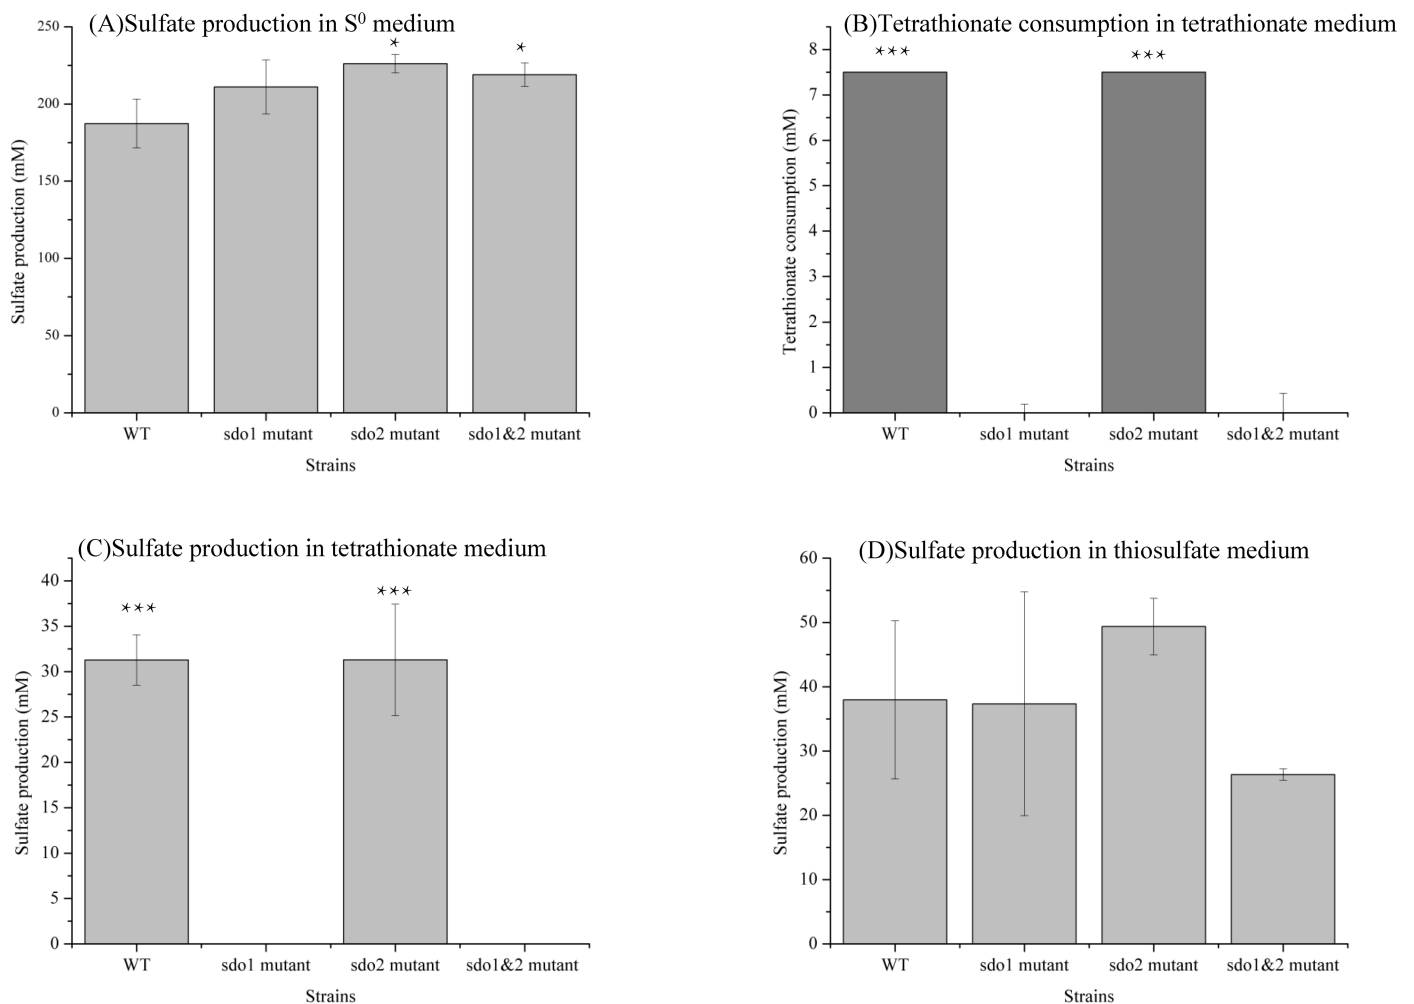 (A)Sulfate production in S⁰ medium
250
200
150
100
50
0
Sulfate production (mM)
* *
WT sdo1 mutant sdo2 mutant sdo1&2 mutant
Strains
(B)Tetrathionate consumption in tetrathionate medium
8
7
6
5
4
3
2
1
0
Tetrathionate consumption (mM)
*** ***
WT sdo1 mutant sdo2 mutant sdo1&2 mutant
Strains
(C)Sulfate production in tetrathionate medium
40
35
30
25
20
15
10
5
0
Sulfate production (mM)
*** ***
WT sdo1 mutant sdo2 mutant sdo1&2 mutant
Strains
(D)Sulfate production in thiosulfate medium
60
50
40
30
20
10
0
Sulfate production (mM)
WT sdo1 mutant sdo2 mutant sdo1&2 mutant
Strains